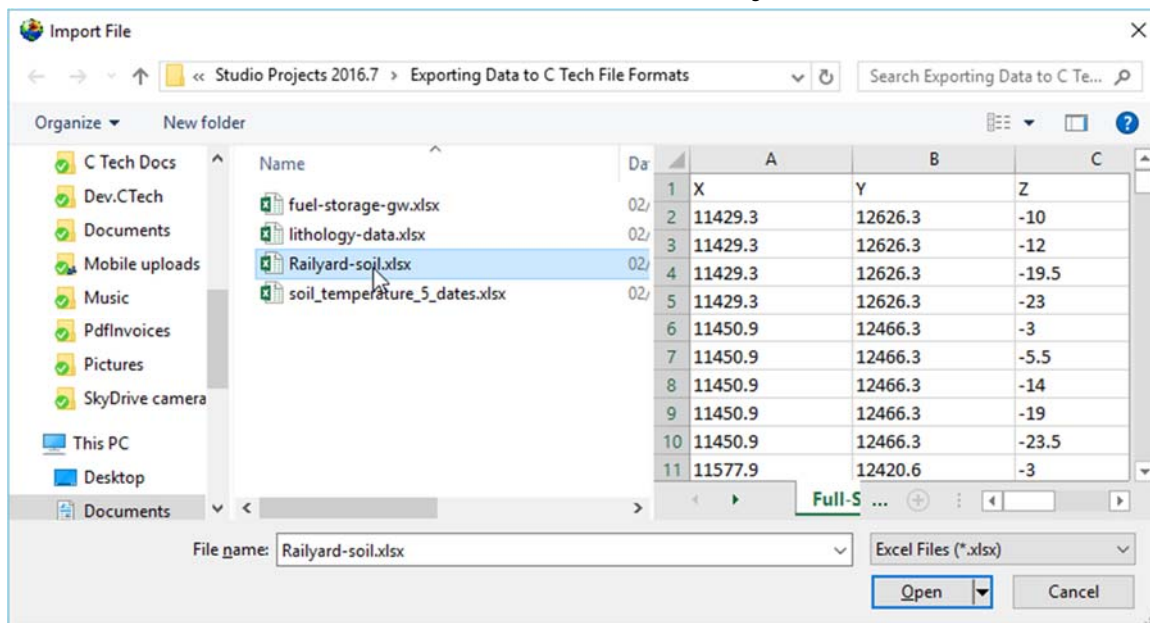 Import File
« Studio Projects 2016.7 › Exporting Data to C Tech File Formats
Search Exporting Data to C Te...
Organize
New folder
C Tech Docs
Dev.CTech
Documents
Mobile uploads
Music
PdfInvoices
Pictures
SkyDrive camera
This PC
Desktop
Documents
Name
fuel-storage-gw.xlsx 02/
lithology-data.xlsx 02/
Railyard-soil.xlsx 02/
soil_temperature_5_dates.xlsx 02/
A B C
1 X Y Z
2 11429.3 12626.3 -10
3 11429.3 12626.3 -12
4 11429.3 12626.3 -19.5
5 11429.3 12626.3 -23
6 11450.9 12466.3 -3
7 11450.9 12466.3 -5.5
8 11450.9 12466.3 -14
9 11450.9 12466.3 -19
10 11450.9 12466.3 -23.5
11 11577.9 12420.6 -3
Full-S ...
File name: Railyard-soil.xlsx
Excel Files (*.xlsx)
Open
Cancel